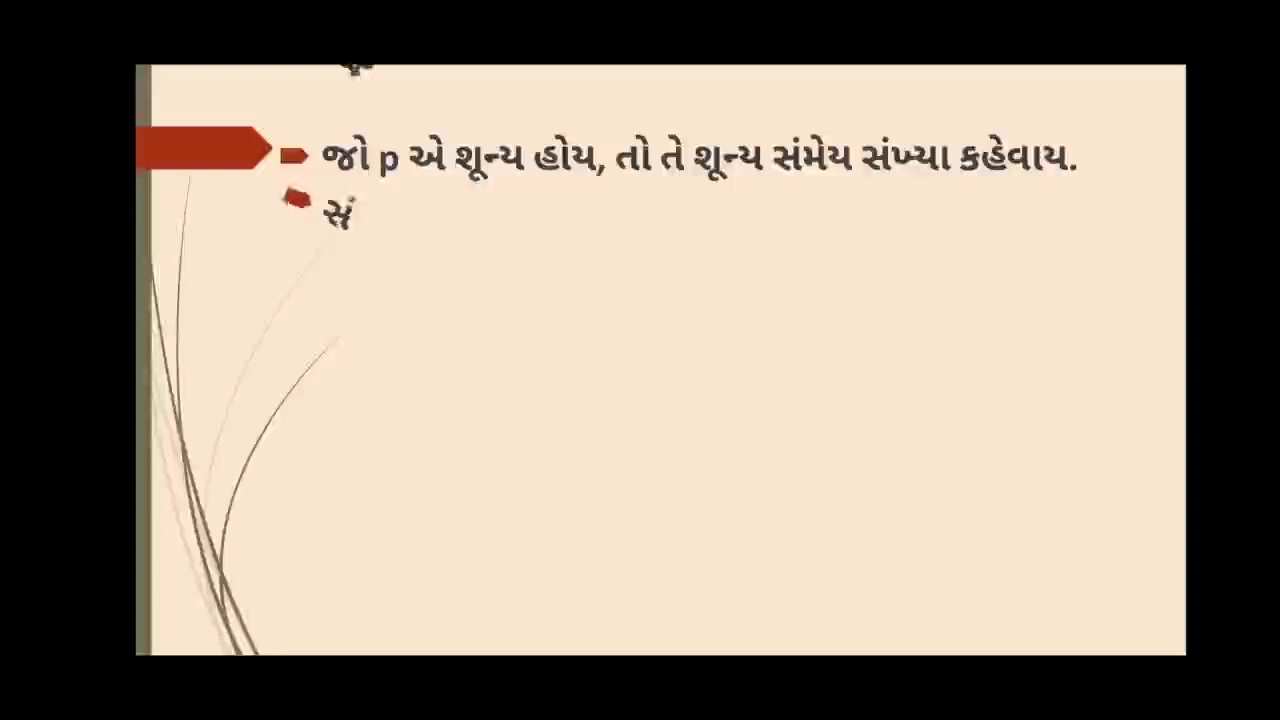 જો p એ શૂન્ય હોય, તો તે શૂન્ય સંમેય સંખ્યા કહેવાય.
સં